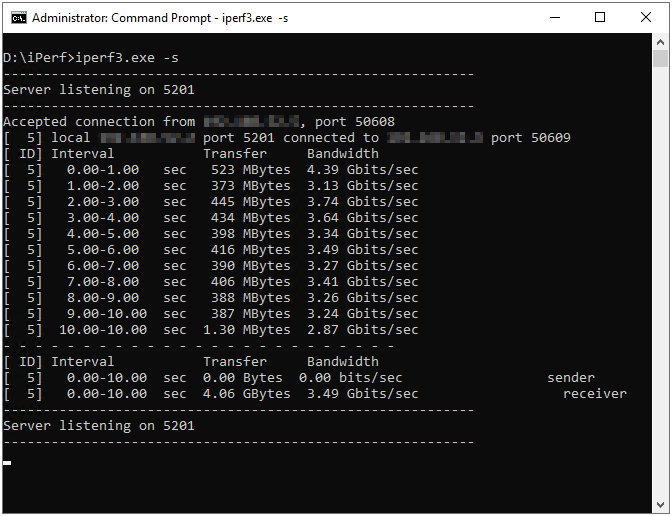 Administrator: Command Prompt - iperf3.exe -s
D:\iPerf>iperf3.exe -s
-----------------------------------------------------------
Server listening on 5201
-----------------------------------------------------------
Accepted connection from , port 50608
[  5] local port 5201 connected to port 50609
[ ID] Interval           Transfer     Bandwidth
[  5]   0.00-1.00   sec   523 MBytes  4.39 Gbits/sec
[  5]   1.00-2.00   sec   373 MBytes  3.13 Gbits/sec
[  5]   2.00-3.00   sec   445 MBytes  3.74 Gbits/sec
[  5]   3.00-4.00   sec   434 MBytes  3.64 Gbits/sec
[  5]   4.00-5.00   sec   398 MBytes  3.34 Gbits/sec
[  5]   5.00-6.00   sec   416 MBytes  3.49 Gbits/sec
[  5]   6.00-7.00   sec   390 MBytes  3.27 Gbits/sec
[  5]   7.00-8.00   sec   406 MBytes  3.41 Gbits/sec
[  5]   8.00-9.00   sec   388 MBytes  3.26 Gbits/sec
[  5]   9.00-10.00  sec   387 MBytes  3.24 Gbits/sec
[  5]  10.00-10.00  sec  1.30 MBytes  2.87 Gbits/sec
- - - - - - - - - - - - - - - - - - - - - - - - -
[ ID] Interval           Transfer     Bandwidth
[  5]   0.00-10.00  sec  0.00 Bytes  0.00 bits/sec                  sender
[  5]   0.00-10.00  sec  4.06 GBytes  3.49 Gbits/sec                  receiver
-----------------------------------------------------------
Server listening on 5201
-----------------------------------------------------------